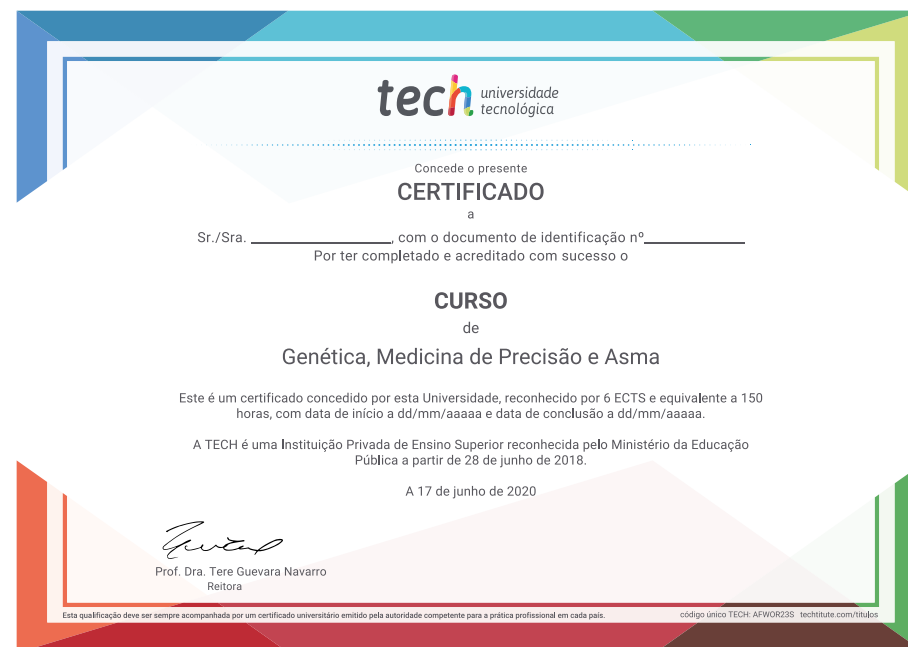 tech universidade
tecnológica
Concede o presente
CERTIFICADO
a
Sr./Sra. ____________________, com o documento de identificação nº______________
Por ter completado e acreditado com sucesso o
CURSO
de
Genética, Medicina de Precisão e Asma
Este é um certificado concedido por esta Universidade, reconhecido por 6 ECTS e equivalente a 150
horas, com data de início a dd/mm/aaaaa e data de conclusão a dd/mm/aaaaa.
A TECH é uma Instituição Privada de Ensino Superior reconhecida pelo Ministério da Educação
Pública a partir de 28 de junho de 2018.
A 17 de junho de 2020
Prof. Dra. Tere Guevara Navarro
Reitora
Esta qualificação deve ser sempre acompanhada por um certificado universitário emitido pela autoridade competente para a prática profissional em cada país.
código único TECH: AFWOR23S techtitute.com/titulos